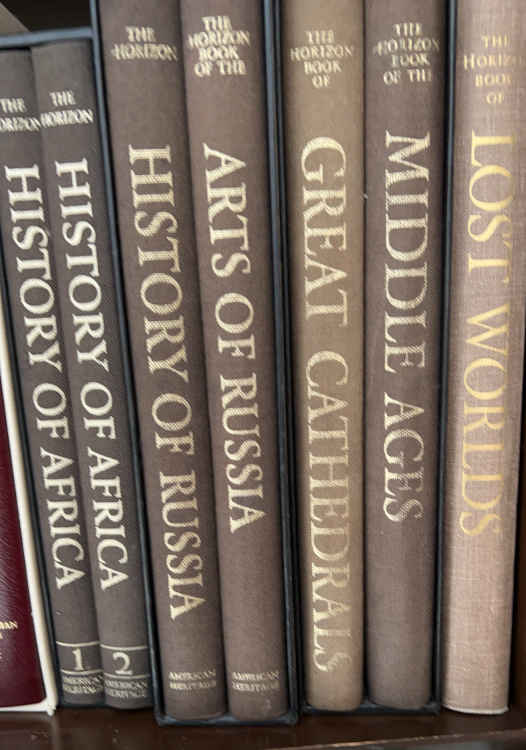 THE
HORIZON
HISTORY OF AFRICA
1
AMERICAN
HERITAGE
THE
HORIZON
HISTORY OF AFRICA
2
AMERICAN
HERITAGE
THE
HORIZON
HISTORY OF RUSSIA
AMERICAN
HERITAGE
THE
HORIZON
BOOK
OF THE
ARTS OF RUSSIA
AMERICAN
HERITAGE
THE
HORIZON
BOOK
OF
GREAT CATHEDRALS
THE
HORIZON
BOOK
OF THE
MIDDLE AGES
THE
HORIZON
BOOK
OF
LOST WORLDS